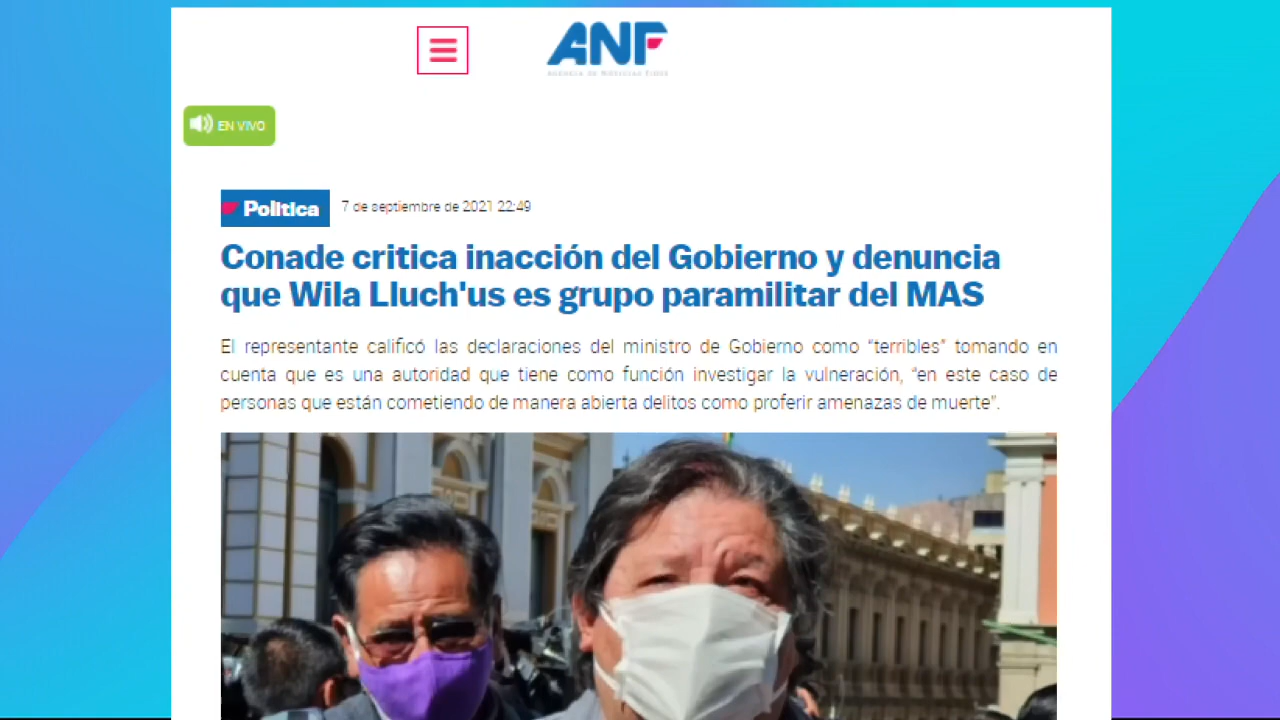 ANF
AGENCIA DE NOTICIAS FIDES
EN VIVO
Política 7 de septiembre de 2021 22:49
Conade critica inacción del Gobierno y denuncia
que Wila Lluch'us es grupo paramilitar del MAS
El representante calificó las declaraciones del ministro de Gobierno como “terribles” tomando en
cuenta que es una autoridad que tiene como función investigar la vulneración, “en este caso de
personas que están cometiendo de manera abierta delitos como proferir amenazas de muerte”.